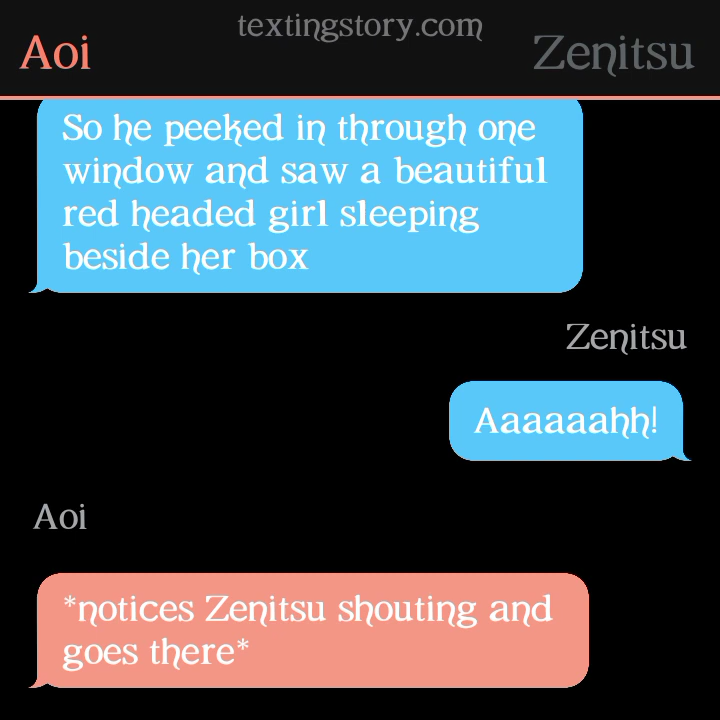 textingstory.com
Aoi
Zenitsu
So he peeked in through one
window and saw a beautiful
red headed girl sleeping
beside her box
Zenitsu
Aaaaaahh!
Aoi
*notices Zenitsu shouting and
goes there*